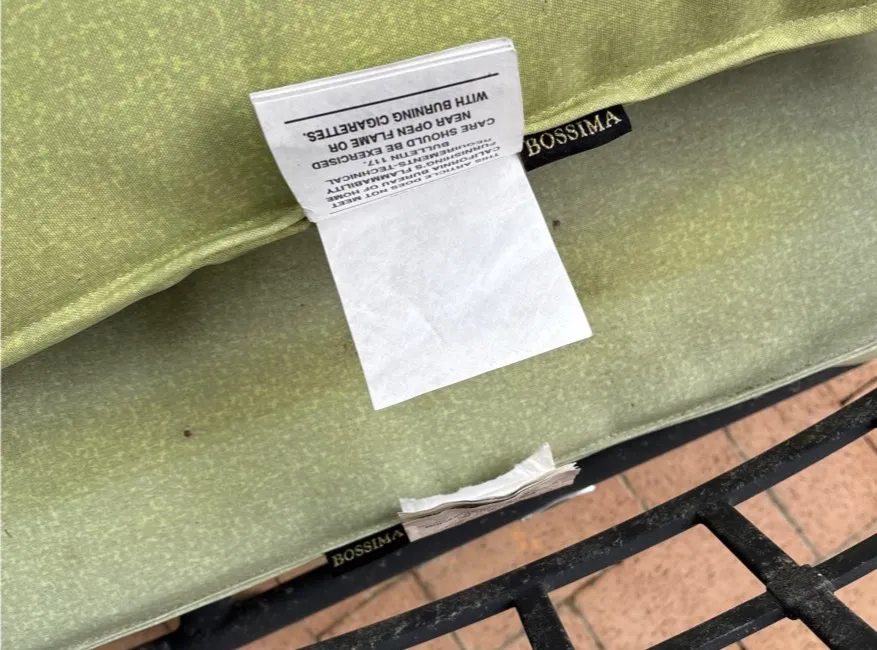 THIS ARTICLE DOES NOT MEET
CALIFORNING'S BUREAU OF HOME
FURNISHINGS FLAMMABILITY
REQUIREMENTS-TECHNICAL
BULLETIN 117.
CARE SHOULD BE EXERCISED
NEAR OPEN FLAME OR
WITH BURNING CIGARETTES.
BOSSIMA
BOSSIMA